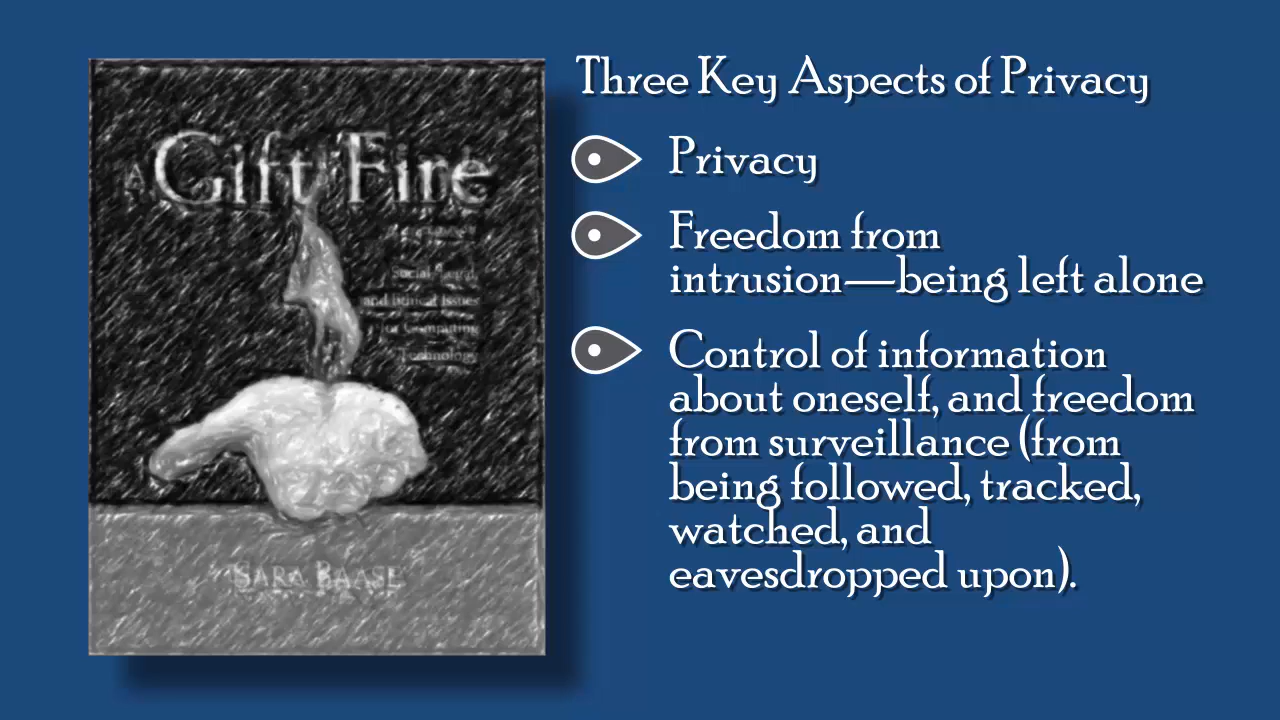 A Gift Fire
Social, Legal,
and Ethical Issues
for Computing
Technology
SARA BAASE
Three Key Aspects of Privacy
Privacy
Freedom from
intrusion—being left alone
Control of information
about oneself, and freedom
from surveillance (from
being followed, tracked,
watched, and
eavesdropped upon).